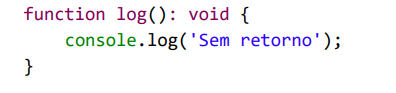 function log(): void {
    console.log('Sem retorno');
}